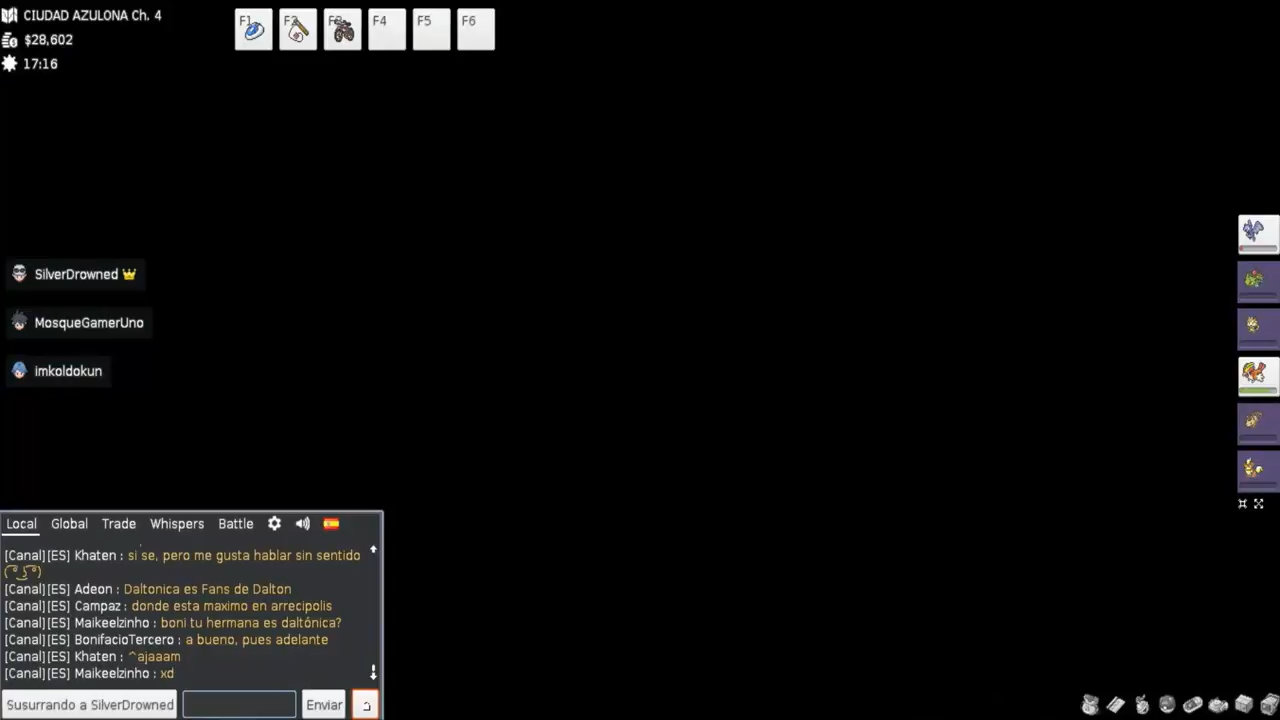 CIUDAD AZULONA Ch. 4
$28,602
17:16
F1 F2 F3 F4 F5 F6
SilverDrowned
MosqueGamerUno
imkoldokun
Local Global Trade Whispers Battle
[Canal][ES] Khaten : si se, pero me gusta hablar sin sentido
( ͡° ͜ʖ ͡°)
[Canal][ES] Adeon : Daltonica es Fans de Dalton
[Canal][ES] Campaz : donde esta maximo en arrecipolis
[Canal][ES] Maikeelzinho : boni tu hermana es daltónica?
[Canal][ES] BonifacioTercero : a bueno, pues adelante
[Canal][ES] Khaten : ^ajaaam
[Canal][ES] Maikeelzinho : xd
Susurrando a SilverDrowned Enviar